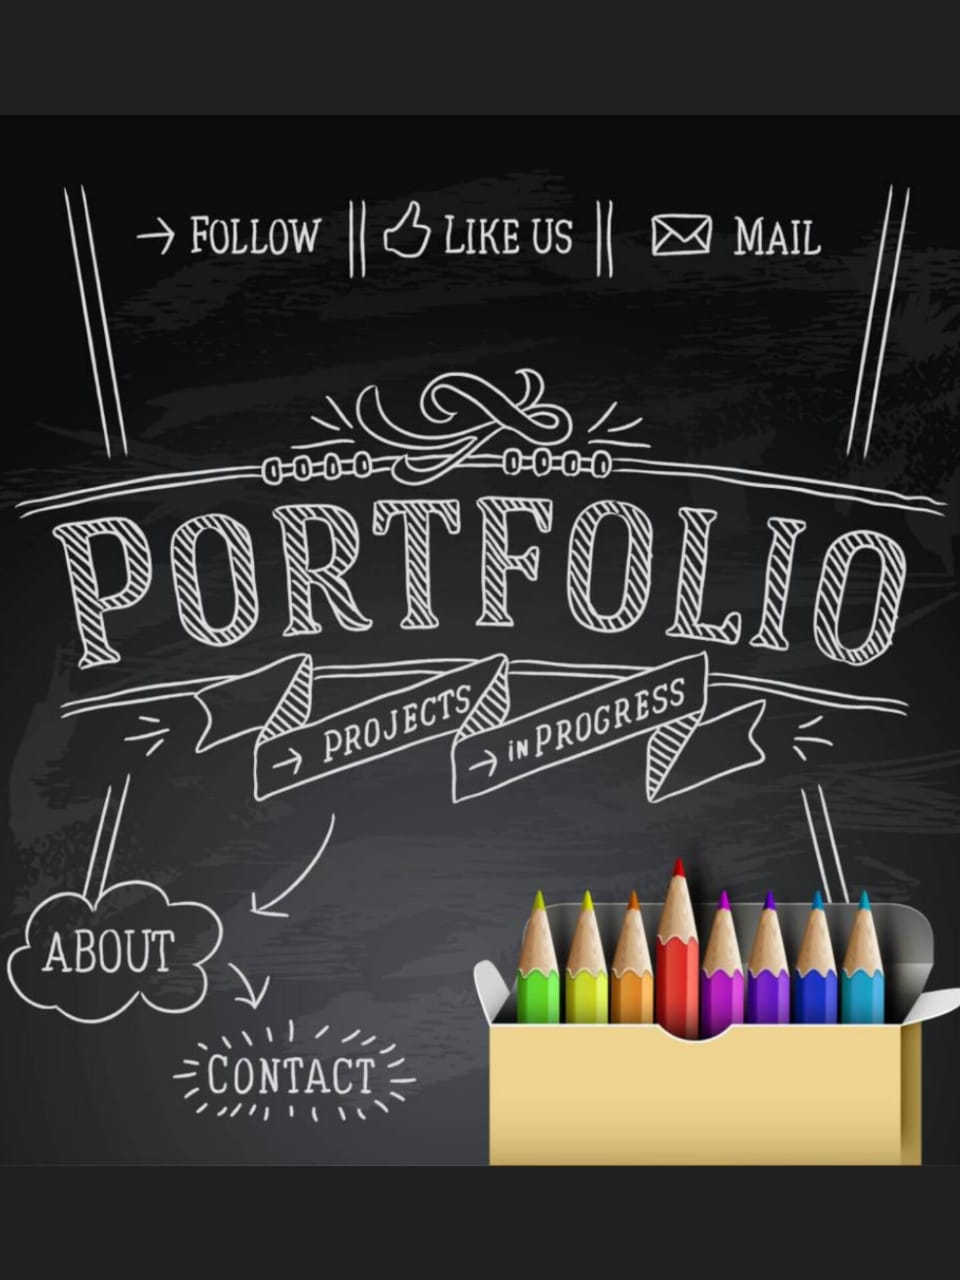 → FOLLOW || LIKE US || MAIL
PORTFOLIO
→ PROJECTS → IN PROGRESS
ABOUT
CONTACT